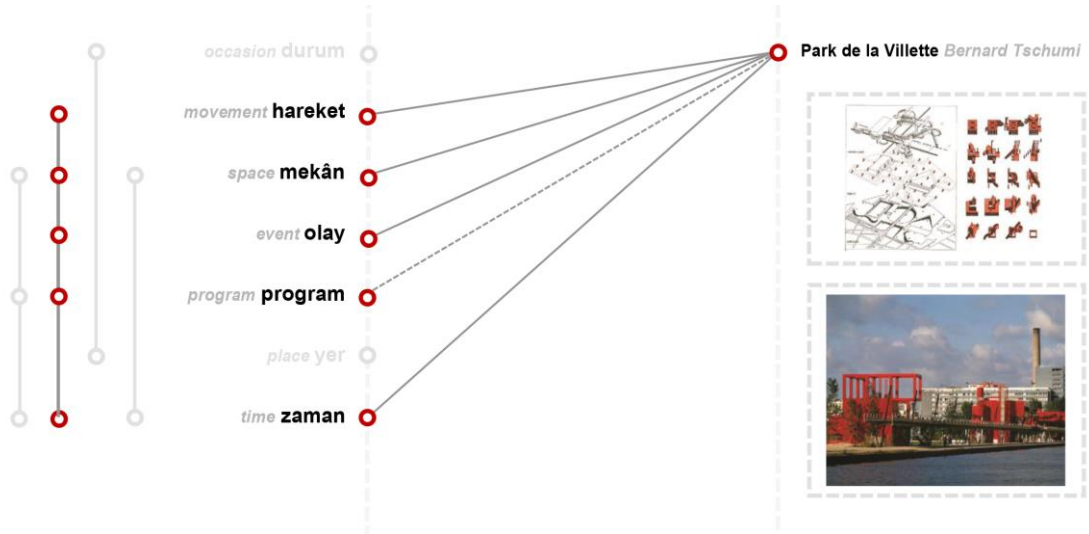 occasion durum
Park de la Villette Bernard Tschumi
movement hareket
space mekân
event olay
program program
place yer
time zaman